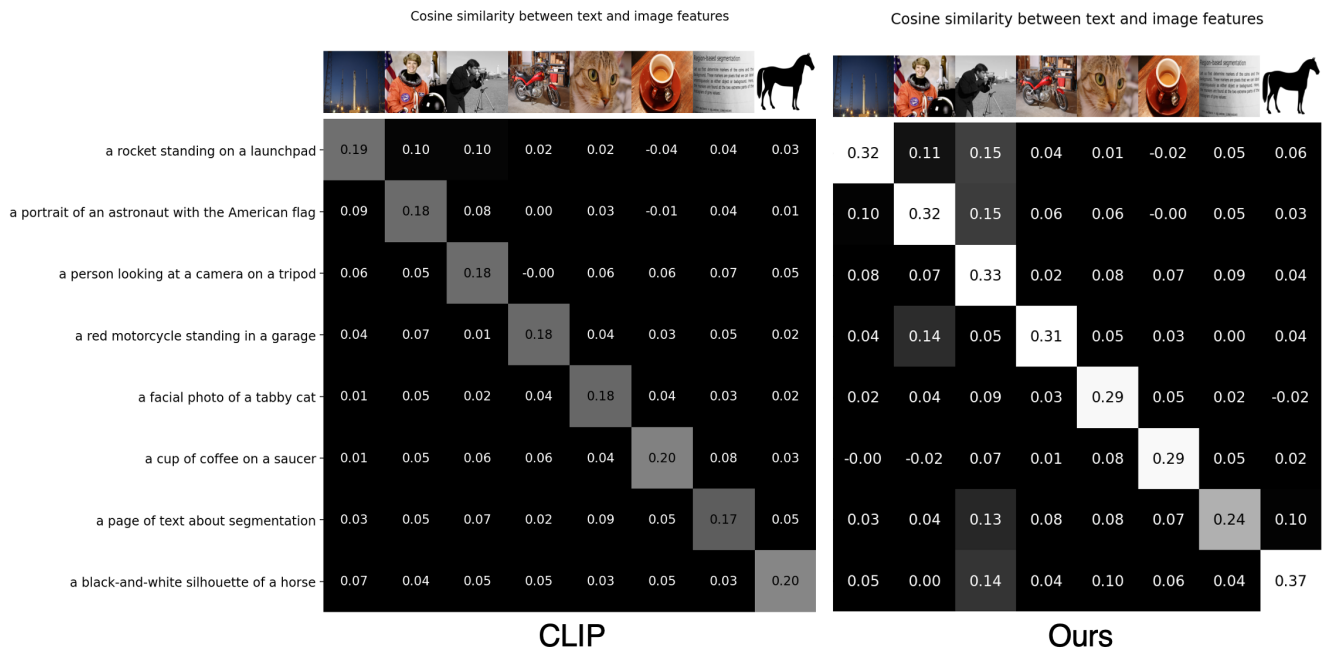 Cosine similarity between text and image features
Cosine similarity between text and image features
Region-based segmentation
a rocket standing on a launchpad 0.19 0.10 0.10 0.02 0.02 -0.04 0.04 0.03 0.32 0.11 0.15 0.04 0.01 -0.02 0.05 0.06
a portrait of an astronaut with the American flag 0.09 0.18 0.08 0.00 0.03 -0.01 0.04 0.01 0.10 0.32 0.15 0.06 0.06 -0.00 0.05 0.03
a person looking at a camera on a tripod 0.06 0.05 0.18 -0.00 0.06 0.06 0.07 0.05 0.08 0.07 0.33 0.02 0.08 0.07 0.09 0.04
a red motorcycle standing in a garage 0.04 0.07 0.01 0.18 0.04 0.03 0.05 0.02 0.04 0.14 0.05 0.31 0.05 0.03 0.00 0.04
a facial photo of a tabby cat 0.01 0.05 0.02 0.04 0.18 0.04 0.03 0.02 0.02 0.04 0.09 0.03 0.29 0.05 0.02 -0.02
a cup of coffee on a saucer 0.01 0.05 0.06 0.06 0.04 0.20 0.08 0.03 -0.00 -0.02 0.07 0.01 0.08 0.29 0.05 0.02
a page of text about segmentation 0.03 0.05 0.07 0.02 0.09 0.05 0.17 0.05 0.03 0.04 0.13 0.08 0.08 0.07 0.24 0.10
a black-and-white silhouette of a horse 0.07 0.04 0.05 0.05 0.03 0.05 0.03 0.20 0.05 0.00 0.14 0.04 0.10 0.06 0.04 0.37
CLIP Ours